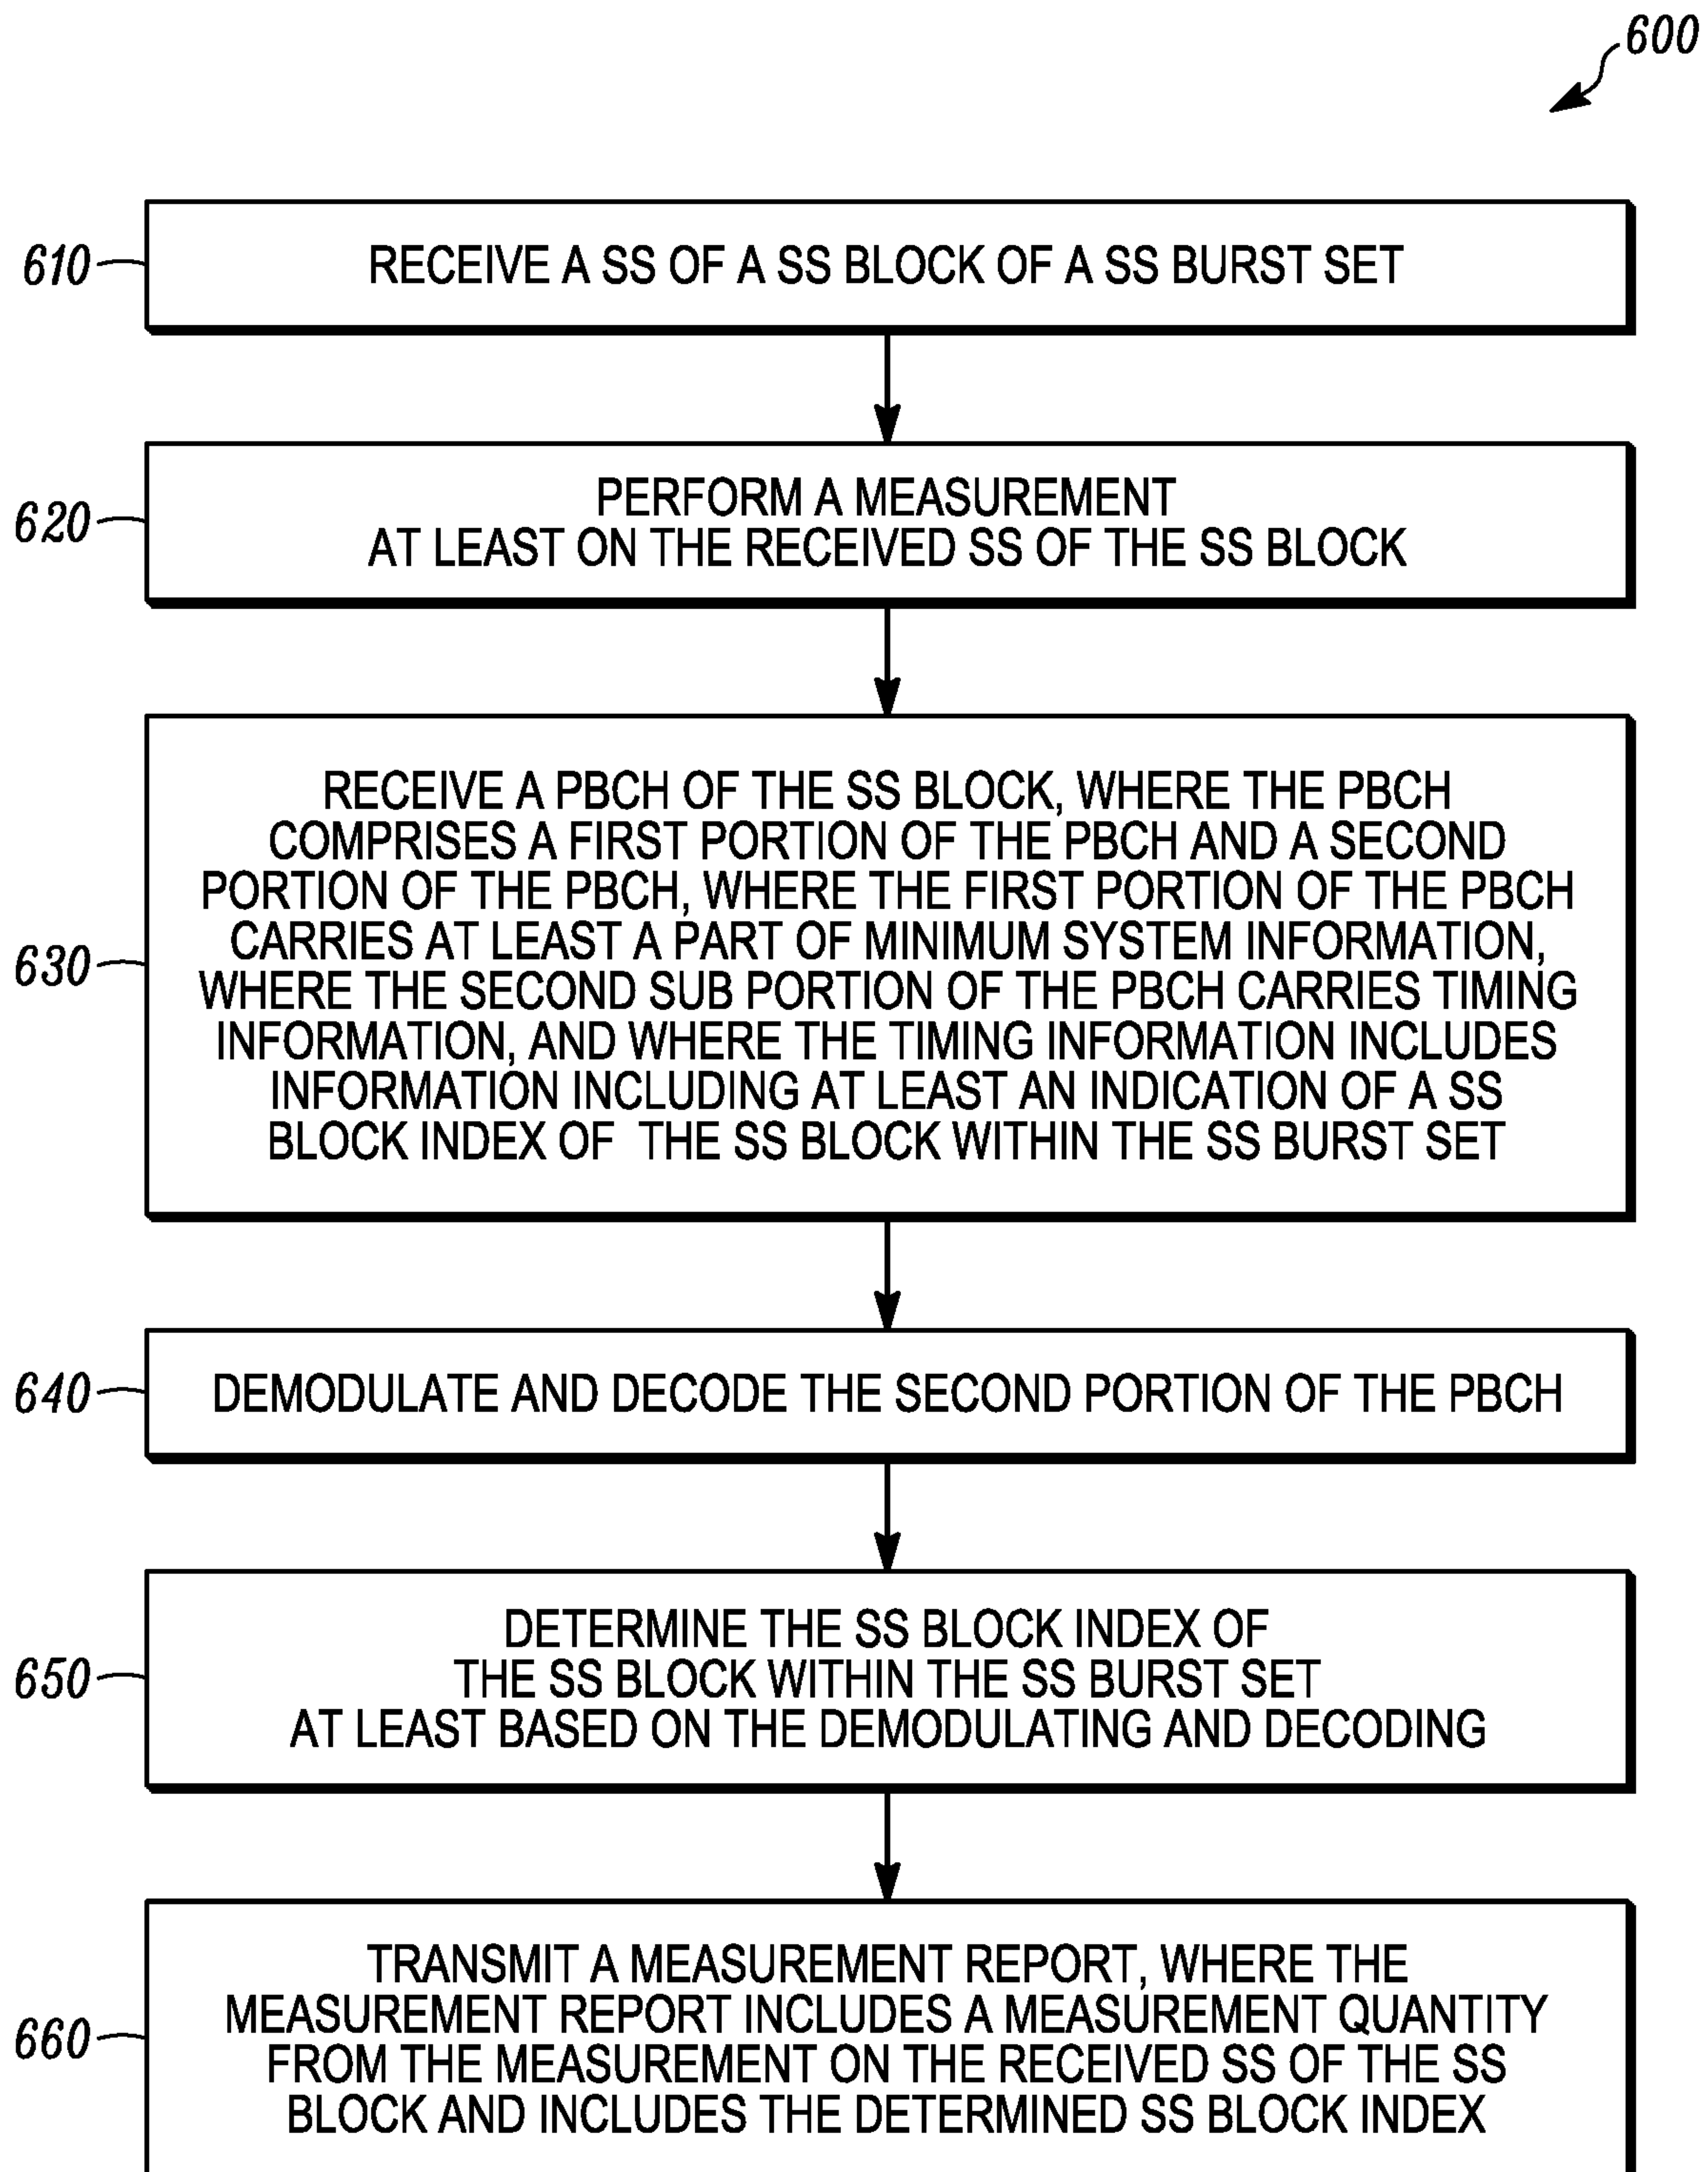 600
610
RECEIVE A SS OF A SS BLOCK OF A SS BURST SET
620
PERFORM A MEASUREMENT
AT LEAST ON THE RECEIVED SS OF THE SS BLOCK
630
RECEIVE A PBCH OF THE SS BLOCK, WHERE THE PBCH
COMPRISES A FIRST PORTION OF THE PBCH AND A SECOND
PORTION OF THE PBCH, WHERE THE FIRST PORTION OF THE PBCH
CARRIES AT LEAST A PART OF MINIMUM SYSTEM INFORMATION,
WHERE THE SECOND SUB PORTION OF THE PBCH CARRIES TIMING
INFORMATION, AND WHERE THE TIMING INFORMATION INCLUDES
INFORMATION INCLUDING AT LEAST AN INDICATION OF A SS
BLOCK INDEX OF THE SS BLOCK WITHIN THE SS BURST SET
640
DEMODULATE AND DECODE THE SECOND PORTION OF THE PBCH
650
DETERMINE THE SS BLOCK INDEX OF
THE SS BLOCK WITHIN THE SS BURST SET
AT LEAST BASED ON THE DEMODULATING AND DECODING
660
TRANSMIT A MEASUREMENT REPORT, WHERE THE
MEASUREMENT REPORT INCLUDES A MEASUREMENT QUANTITY
FROM THE MEASUREMENT ON THE RECEIVED SS OF THE SS
BLOCK AND INCLUDES THE DETERMINED SS BLOCK INDEX